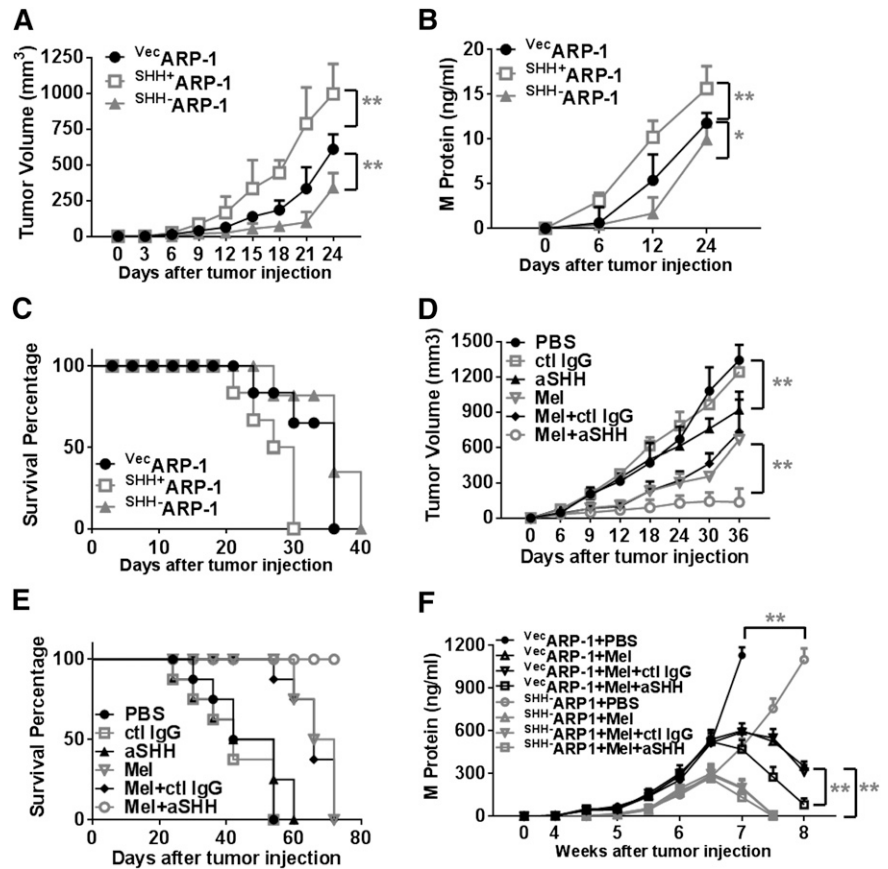 A
Tumor Volume (mm³)
1250
1000
750
500
250
0
VecARP-1
SHH+ARP-1
SHH-ARP-1
**
**
0 3 6 9 12 15 18 21 24
Days after tumor injection
B
M Protein (ng/ml)
20
15
10
5
0
VecARP-1
SHH+ARP-1
SHH-ARP-1
**
*
0 6 12 24
Days after tumor injection
C
Survival Percentage
100
50
0
VecARP-1
SHH+ARP-1
SHH-ARP-1
0 10 20 30 40
Days after tumor injection
D
Tumor Volume (mm3)
1500
1200
900
600
300
0
PBS
ctl IgG
aSHH
Mel
Mel+ctl IgG
Mel+aSHH
**
**
0 6 9 12 18 24 30 36
Days after tumor injection
E
Survival Percentage
100
50
0
PBS
ctl IgG
aSHH
Mel
Mel+ctl IgG
Mel+aSHH
0 20 40 60 80
Days after tumor injection
F
M Protein (ng/ml)
1200
900
600
300
0
VecARP-1+PBS
VecARP-1+Mel
VecARP-1+Mel+ctl IgG
VecARP-1+Mel+aSHH
SHH-ARP1+PBS
SHH-ARP1+Mel
SHH-ARP1+Mel+ctl IgG
SHH-ARP1+Mel+aSHH
**
** **
0 4 5 6 7 8
Weeks after tumor injection